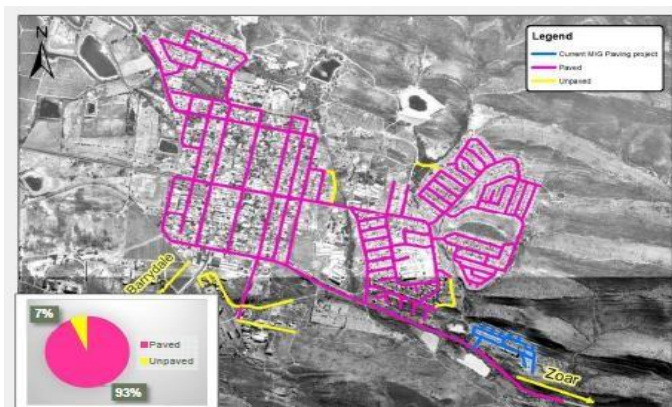 N
Legend
Current MIG Paving project
Paved
Unpaved
Barrydale
Zoar
7%
Paved
Unpaved
93%